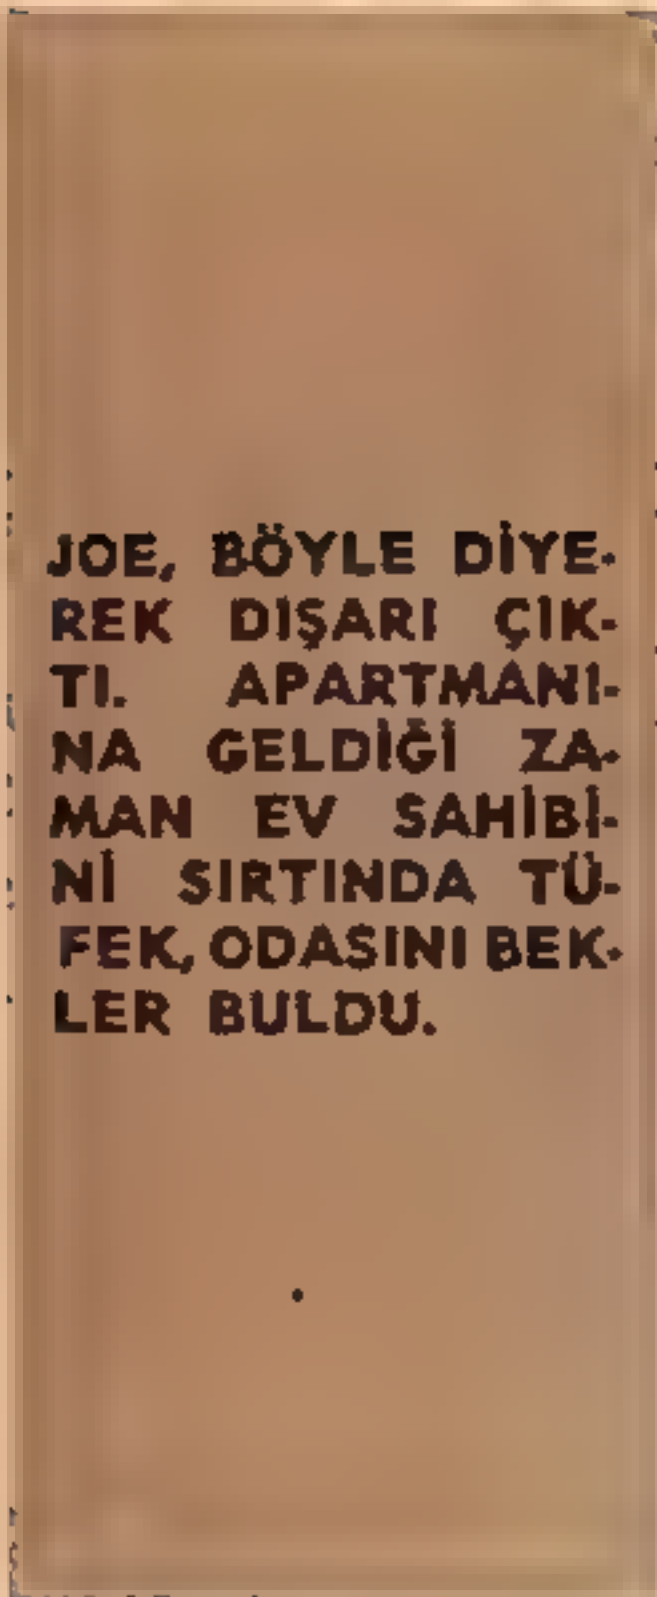 JOE, BÖYLE DİYE-
REK DIŞARI ÇIK-
TI. APARTMANI-
NA GELDİĞİ ZA-
MAN EV SAHİBİ-
Nİ SIRTINDA TÜ-
FEK, ODASINI BEK-
LER BULDU.